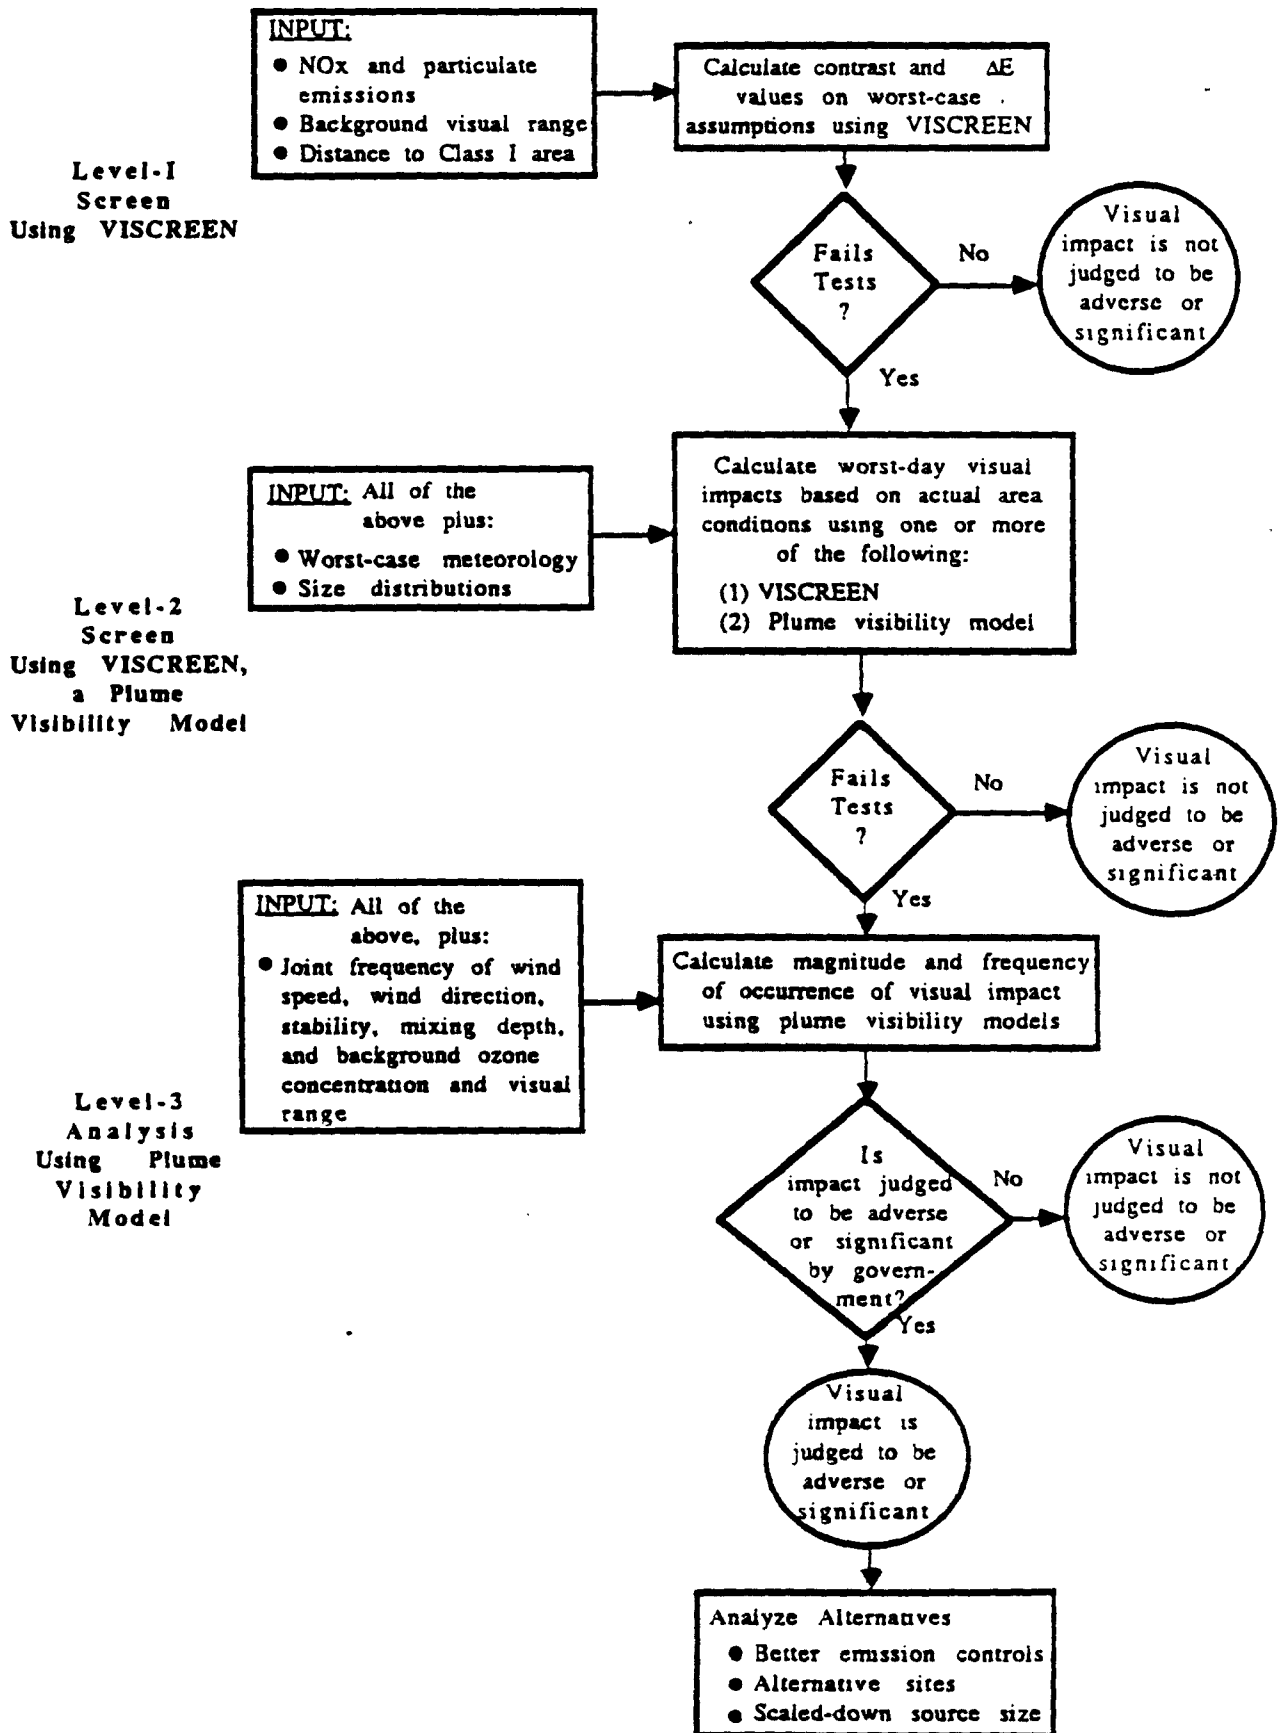 INPUT:
● NOx and particulate
emissions
● Background visual range
● Distance to Class I area
Calculate contrast and ΔE
values on worst-case
assumptions using VISCREEN
Level-1
Screen
Using VISCREEN
Fails
Tests
?
No
Visual
impact is not
judged to be
adverse or
significant
Yes
INPUT: All of the
above plus:
● Worst-case meteorology
● Size distributions
Calculate worst-day visual
impacts based on actual area
conditions using one or more
of the following:
(1) VISCREEN
(2) Plume visibility model
Level-2
Screen
Using VISCREEN,
a Plume
Visibility Model
Fails
Tests
?
No
Visual
impact is not
judged to be
adverse or
significant
Yes
INPUT: All of the
above, plus:
● Joint frequency of wind
speed, wind direction,
stability, mixing depth,
and background ozone
concentration and visual
range
Calculate magnitude and frequency
of occurrence of visual impact
using plume visibility models
Level-3
Analysis
Using Plume
Visibility
Model
Is
impact judged
to be adverse
or significant
by govern-
ment?
No
Visual
impact is not
judged to be
adverse or
significant
Yes
Visual
impact is
judged to be
adverse or
significant
Analyze Alternatives
● Better emission controls
● Alternative sites
● Scaled-down source size